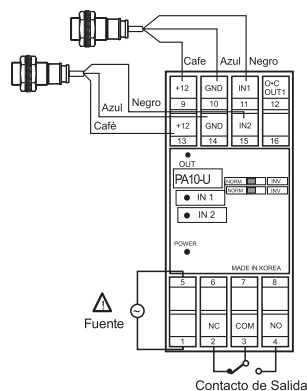 Cafe Azul Negro
+12 GND IN1 O•C OUT1
9 10 11 12
Azul Negro
Café
+12 GND IN2
13 14 15 16
OUT
PA10-U
NORM INV
NORM INV
IN 1
IN 2
POWER
MADE IN KOREA
5 6 7 8
Fuente
NC COM NO
1 2 3 4
Contacto de Salida